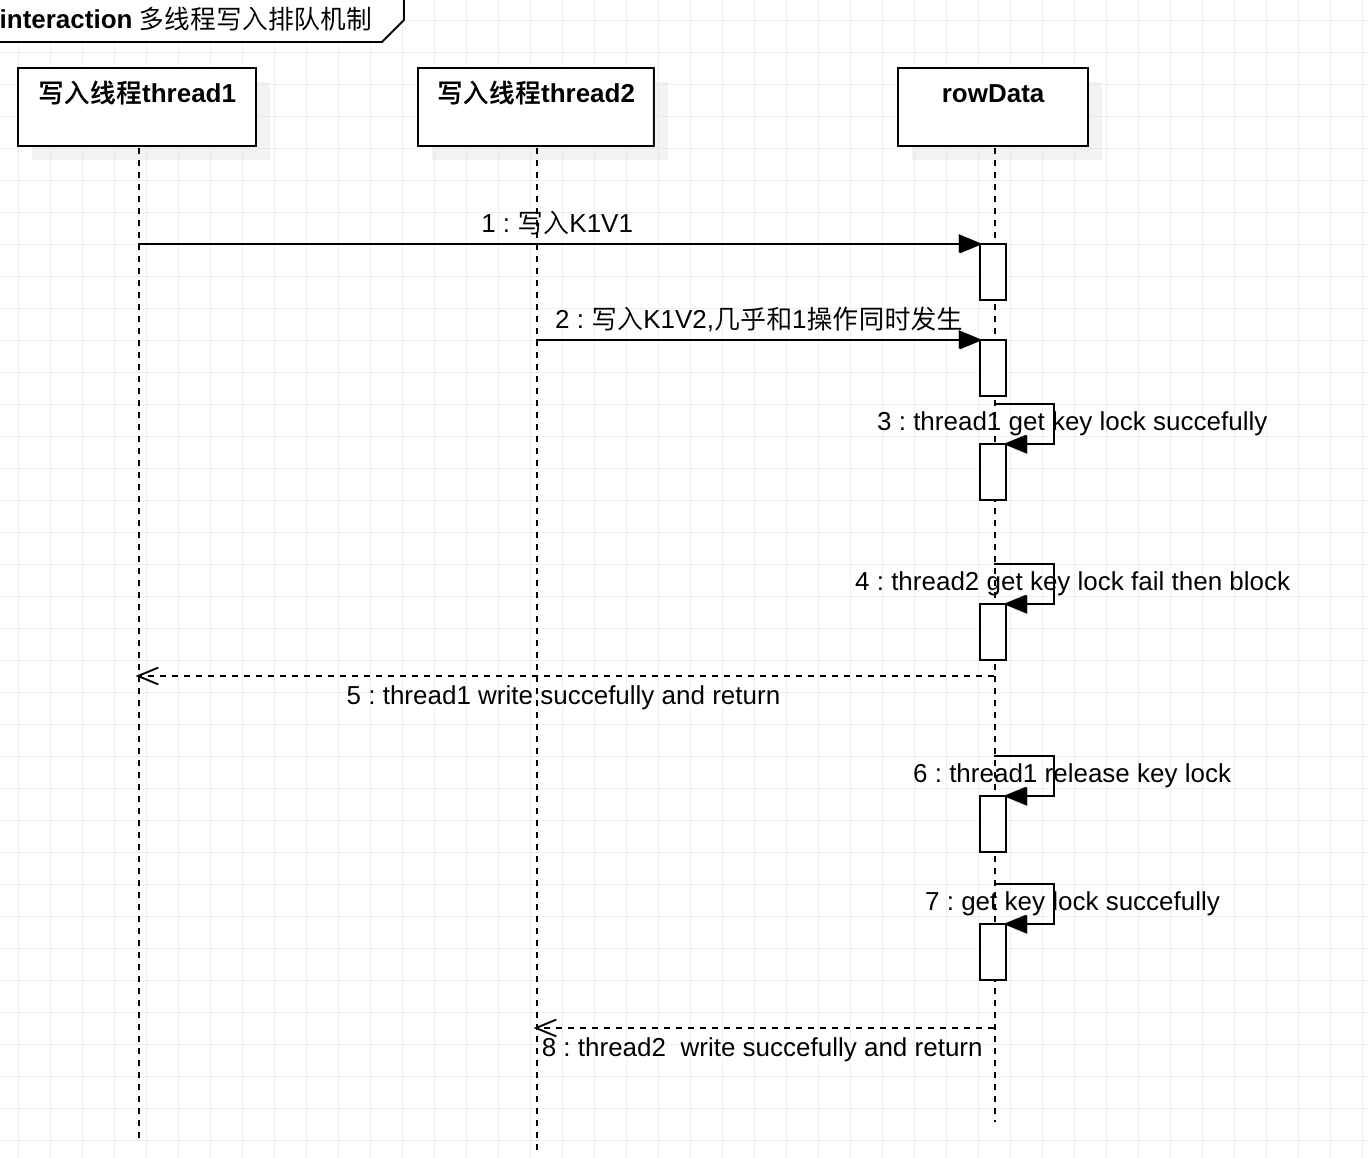 interaction 多线程写入排队机制
写入线程thread1
写入线程thread2
rowData
1 : 写入K1V1
2 : 写入K1V2,几乎和1操作同时发生
3 : thread1 get key lock succefully
4 : thread2 get key lock fail then block
5 : thread1 write succefully and return
6 : thread1 release key lock
7 : get key lock succefully
8 : thread2  write succefully and return